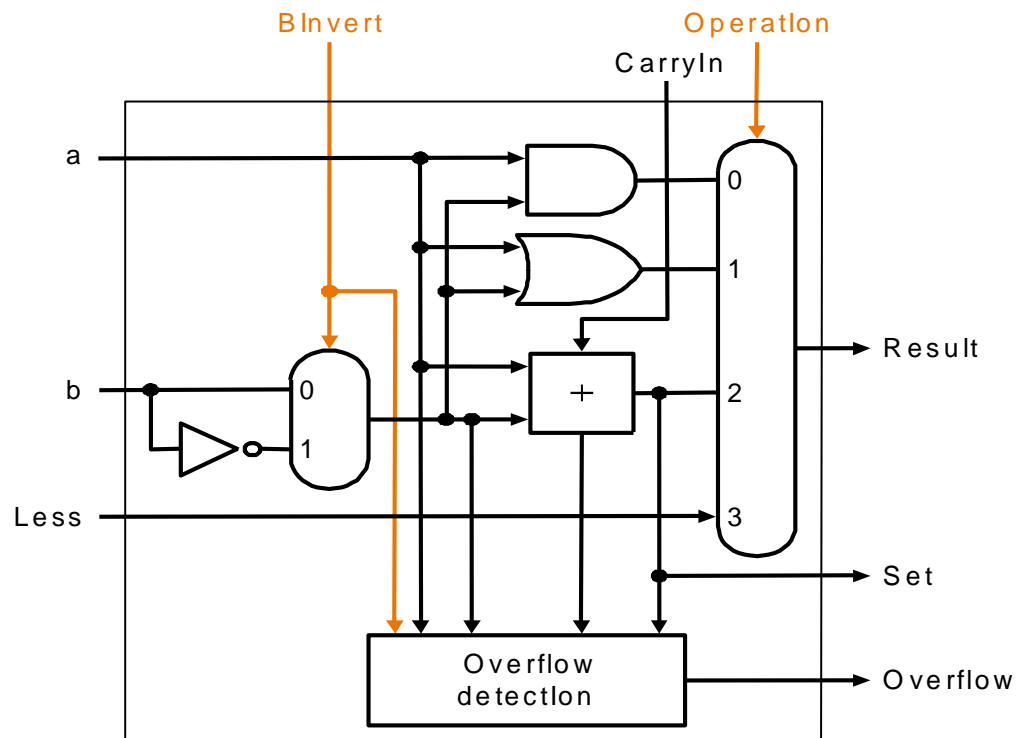 BInvert
OperatIon
CarryIn
a
0
1
Result
b
0
2
+
1
Less
3
Set
Overflow
detectIon
Overflow